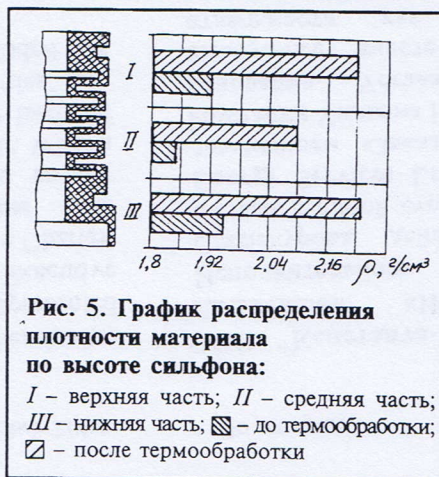 I
II
III
1,8 1,92 2,04 2,16 ρ, г/см³
Рис. 5. График распределения
плотности материала
по высоте сильфона:
I – верхняя часть; II – средняя часть;
III – нижняя часть; – до термообработки;
– после термообработки